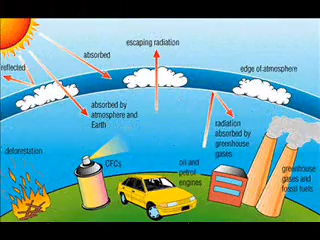 escaping radiation
absorbed
reflected
edge of atmosphere
absorbed by
atmosphere and
Earth
radiation
absorbed by
greenhouse
gases
deforestation
CFCs
oil and
petrol
engines
greenhouse
gases and
fossil fuels